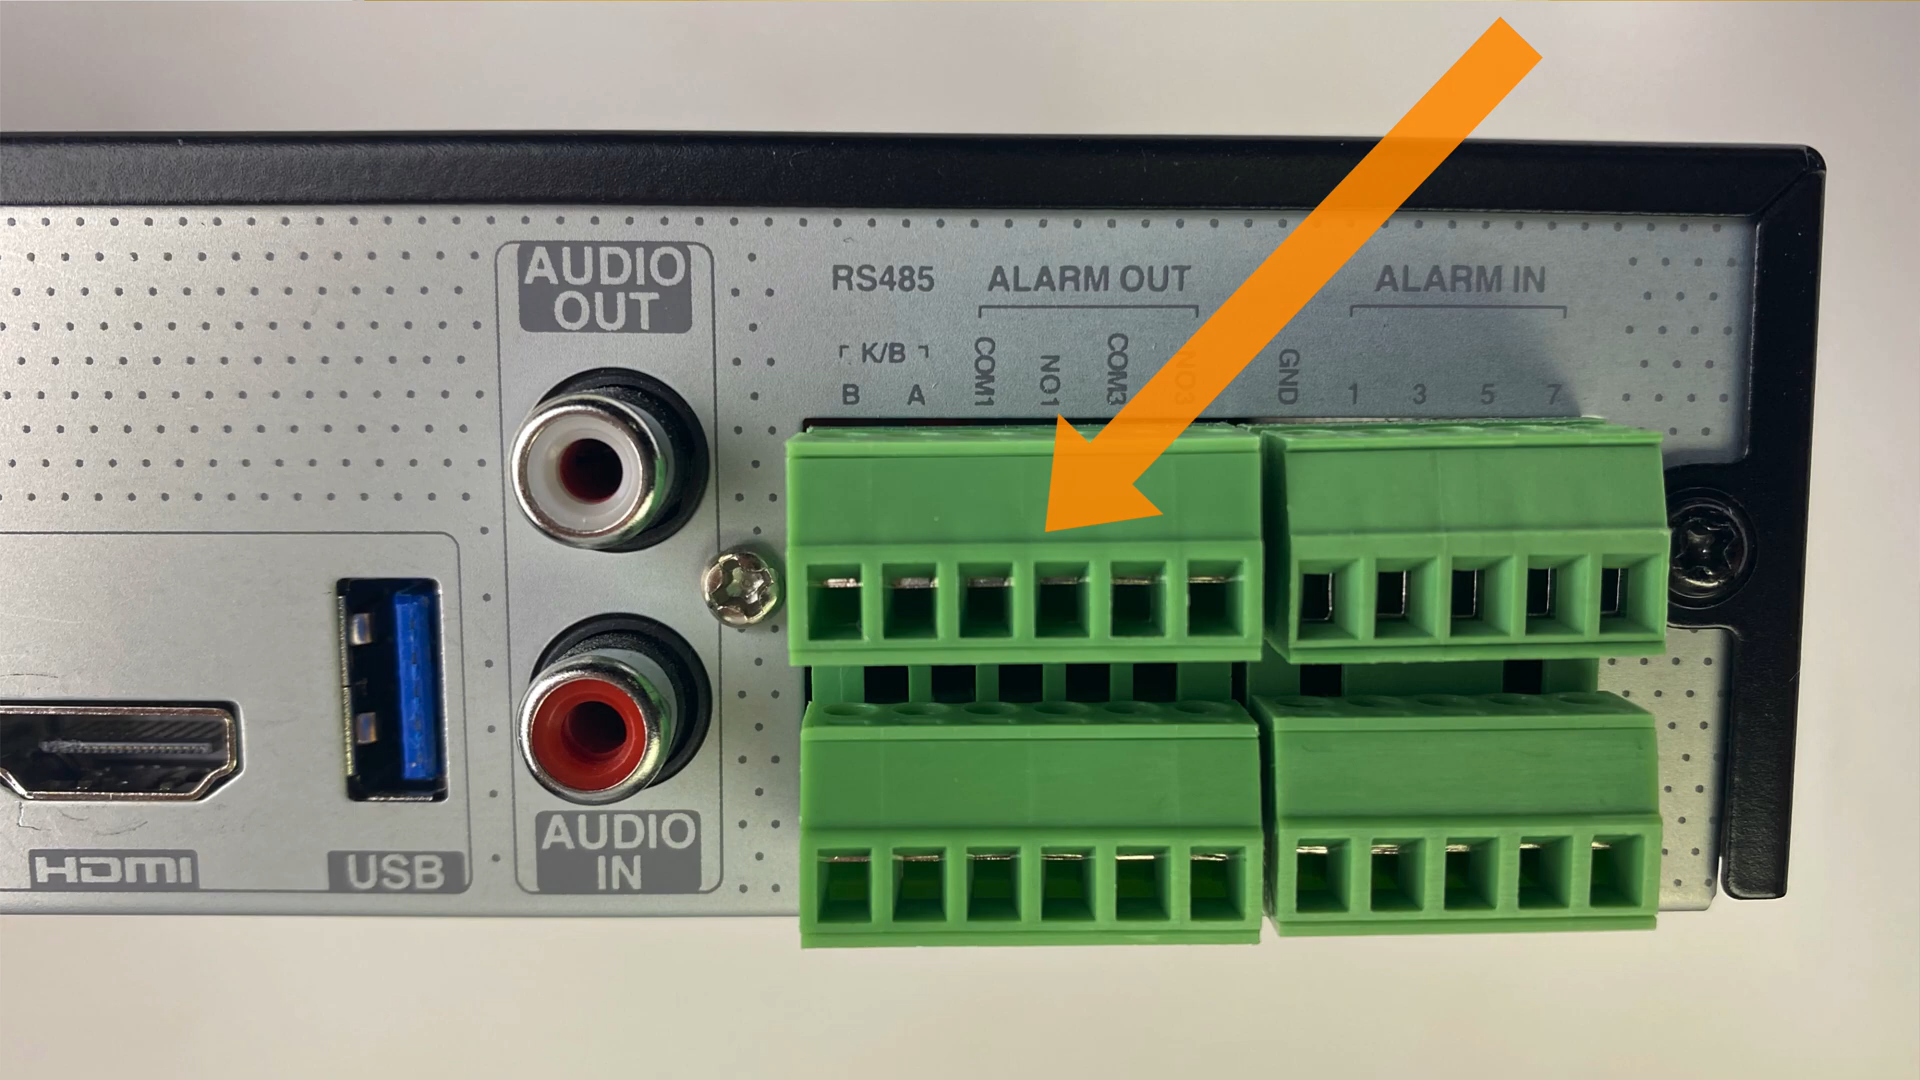 AUDIO
OUT
RS485
ALARM OUT
ALARM IN
K/B
B
A
COM1
NO1
COM3
NO3
GND
1
3
5
7
HDMI
USB
AUDIO
IN